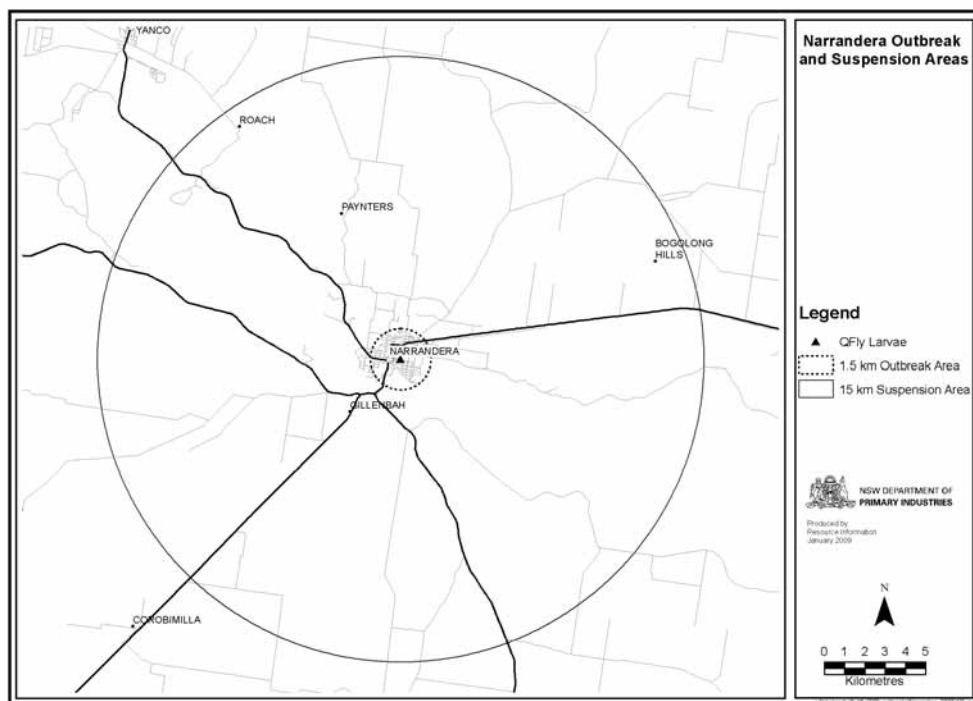 YANCO
ROACH
PAYNTERS
BOGOLONG
HILLS
NARRANDERA
GILLENBAH
COROBIMILLA
Narrandera Outbreak
and Suspension Areas
Legend
QFly Larvae
1.5 km Outbreak Area
15 km Suspension Area
NSW DEPARTMENT OF
PRIMARY INDUSTRIES
Produced by
Resource Information
January 2009
N
0 1 2 3 4 5
Kilometres